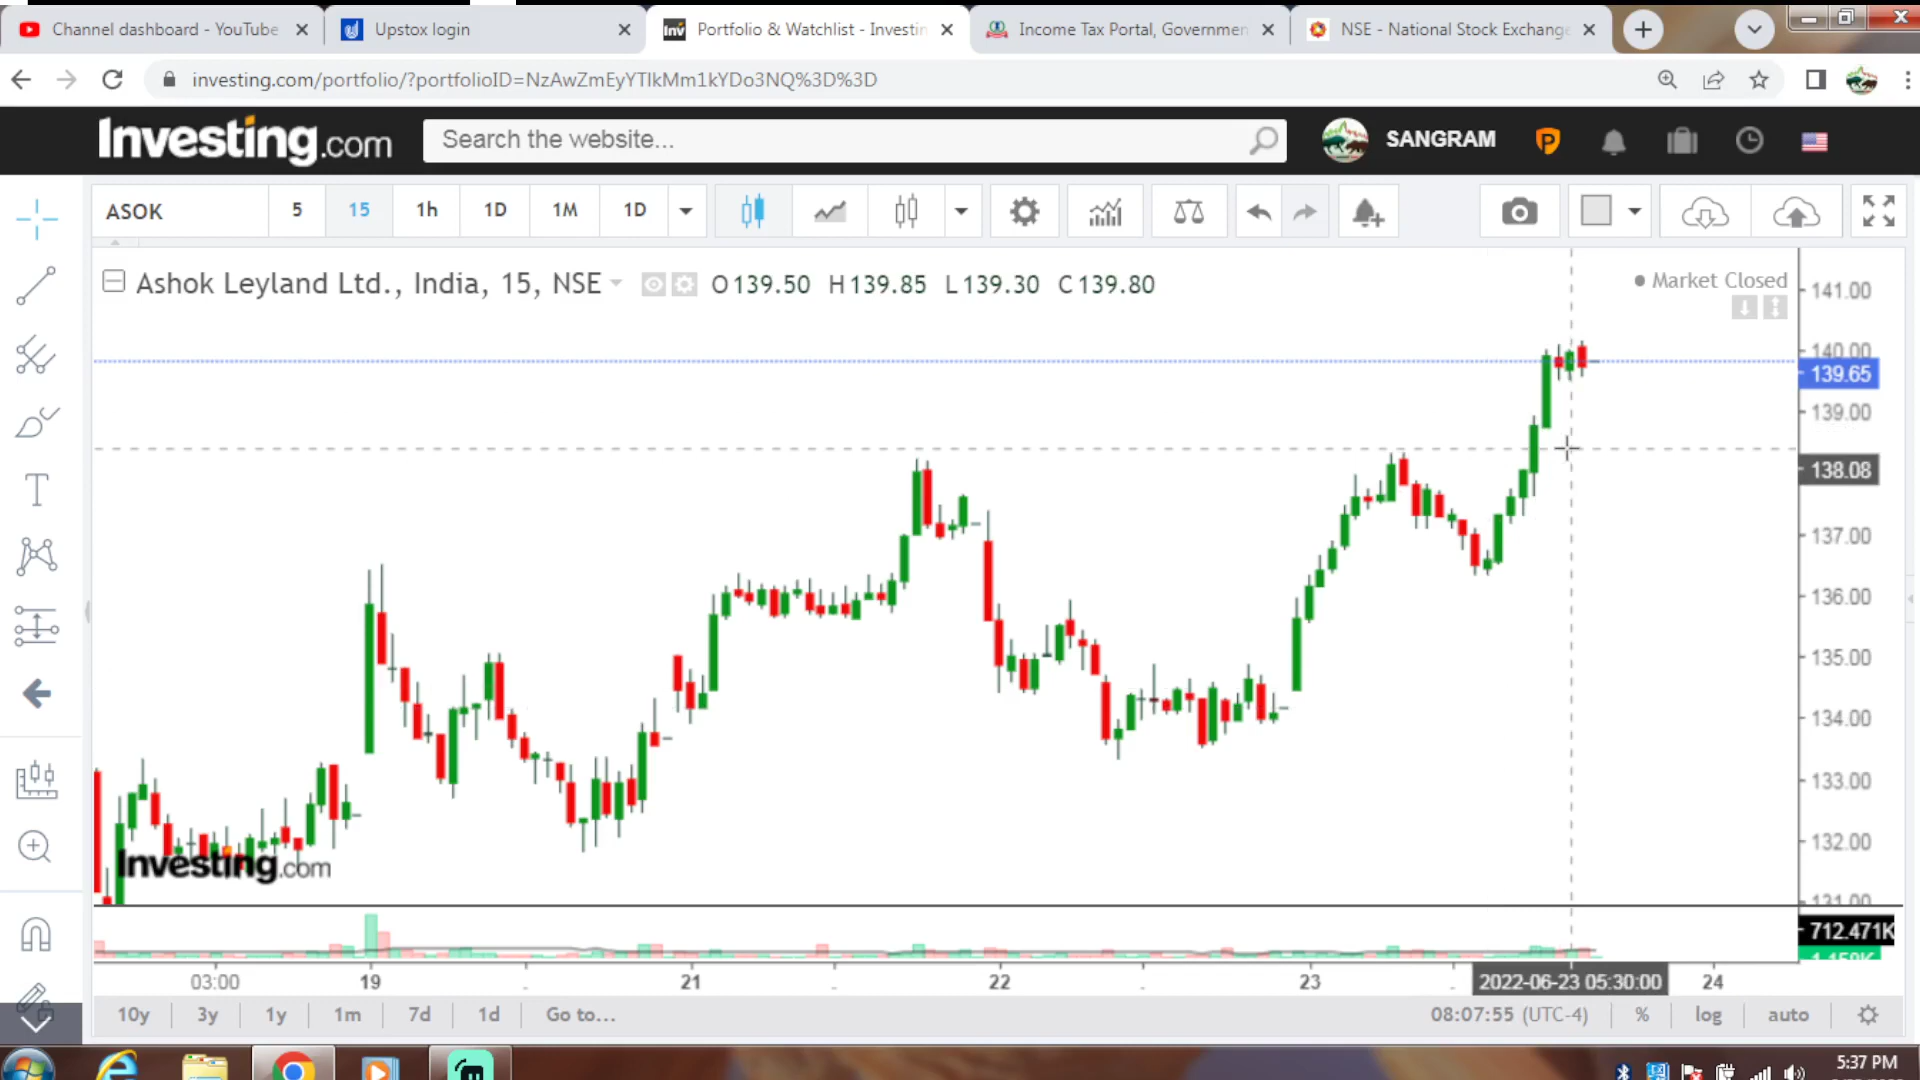 Channel dashboard - YouTube
Upstox login
Portfolio & Watchlist - Investin
Income Tax Portal, Governmen
NSE - National Stock Exchange
investing.com/portfolio/?portfolioID=NzAwZmEyYTlkMm1kYDo3NQ%3D%3D
Investing.com
Search the website...
SANGRAM
ASOK
5
15
1h
1D
1M
1D
Ashok Leyland Ltd., India, 15, NSE
O 139.50 H 139.85 L 139.30 C 139.80
Market Closed
141.00
140.00
139.65
139.00
138.08
137.00
136.00
135.00
134.00
133.00
132.00
131.00
Investing.com
712.471K
1.158K
03:00
19
21
22
23
2022-06-23 05:30:00
24
10y
3y
1y
1m
7d
1d
Go to...
08:07:55 (UTC-4)
%
log
auto
5:37 PM